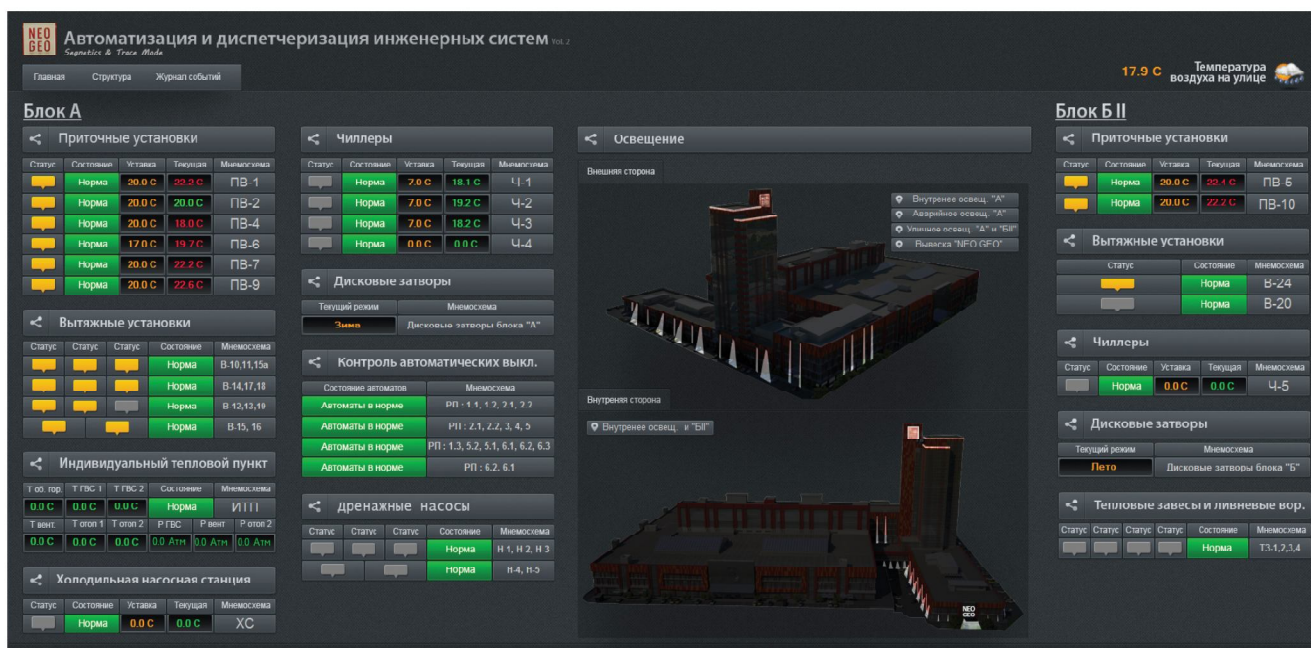 NEO GEO
Автоматизация и диспетчеризация инженерных систем Vol. 2
Segnetics & Trace Mode
Главная Структура Журнал событий
17.9 C Температура воздуха на улице
Блок А
Приточные установки
Статус Состояние Уставка Текущая Мнемосхема
Норма 20.0 C 22.2 C ПВ-1
Норма 20.0 C 20.0 C ПВ-2
Норма 20.0 C 18.0 C ПВ-4
Норма 17.0 C 19.7 C ПВ-6
Норма 20.0 C 22.2 C ПВ-7
Норма 20.0 C 22.6 C ПВ-9
Вытяжные установки
Статус Статус Статус Состояние Мнемосхема
Норма В-10,11,15а
Норма В-14,17,18
Норма В-12,13,19
Норма В-15, 16
Индивидуальный тепловой пункт
Т об. гор. Т ГВС 1 Т ГВС 2 Состояние Мнемосхема
0.0 C 0.0 C 0.0 C Норма ИТП
Т вент. Т отоп 1 Т отоп 2 Р ГВС Р вент Р отоп 2
0.0 C 0.0 C 0.0 C 0.0 Атм 0.0 Атм 0.0 Атм
Холодильная насосная станция
Статус Состояние Уставка Текущая Мнемосхема
Норма 0.0 C 0.0 C ХС
Чиллеры
Статус Состояние Уставка Текущая Мнемосхема
Норма 7.0 C 18.1 C Ч-1
Норма 7.0 C 19.2 C Ч-2
Норма 7.0 C 18.2 C Ч-3
Норма 0.0 C 0.0 C Ч-4
Дисковые затворы
Текущий режим Мнемосхема
Зима Дисковые затворы блока "А"
Контроль автоматических выкл.
Состояние автоматов Мнемосхема
Автоматы в норме РП : 1.1, 1.2, 2.1, 2.2
Автоматы в норме РП : 2.1, 2.2, 3, 4, 5
Автоматы в норме РП : 1.3, 5.2, 5.1, 6.1, 6.2, 6.3
Автоматы в норме РП : 6.2, 6.1
дренажные насосы
Статус Статус Статус Состояние Мнемосхема
Норма Н 1, Н 2, Н 3
Норма Н-4, Н-5
Освещение
Внешняя сторона
Внутренее освещ. "А"
Аварийное освещ. "А"
Уличное освещ. "А" и "БII"
Вывеска "NEO GEO"
Внутреняя сторона
Внутренее освещ. и "БII"
NEO GEO
Блок Б II
Приточные установки
Статус Состояние Уставка Текущая Мнемосхема
Норма 20.0 C 22.1 C ПВ-5
Норма 20.0 C 22.2 C ПВ-10
Вытяжные установки
Статус Состояние Мнемосхема
Норма В-24
Норма В-20
Чиллеры
Статус Состояние Уставка Текущая Мнемосхема
Норма 0.0 C 0.0 C Ч-5
Дисковые затворы
Текущий режим Мнемосхема
Лето Дисковые затворы блока "Б"
Тепловые завесы и ливневые вор.
Статус Статус Статус Статус Состояние Мнемосхема
Норма ТЗ-1,2,3,4